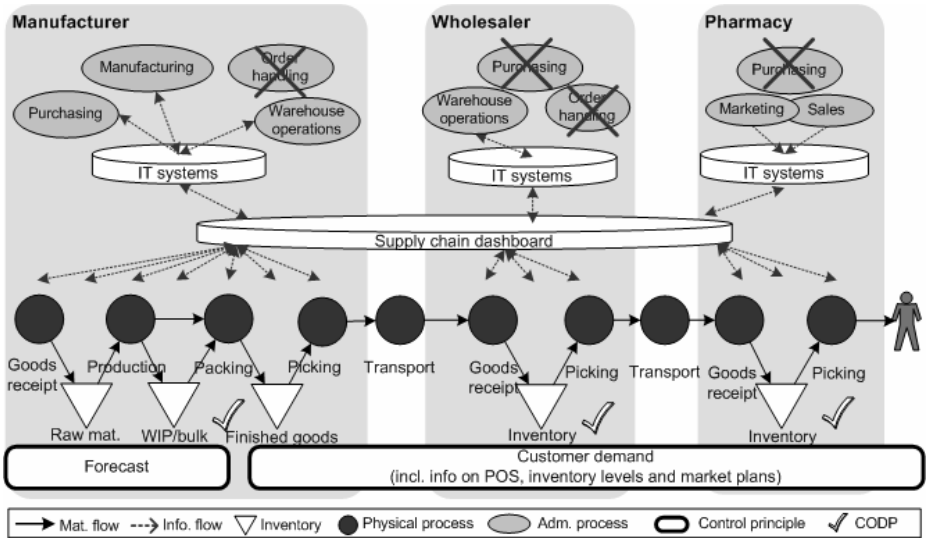 Manufacturer
Wholesaler
Pharmacy
Manufacturing
Order
handling
Purchasing
Warehouse
operations
IT systems
Purchasing
Warehouse
operations
Order
handling
IT systems
Purchasing
Marketing
Sales
IT systems
Supply chain dashboard
Goods
receipt
Production
Packing
Picking
Transport
Goods
receipt
Picking
Transport
Goods
receipt
Picking
Raw mat.
WIP/bulk
Finished goods
Inventory
Inventory
Forecast
Customer demand
(incl. info on POS, inventory levels and market plans)
Mat. flow
Info. flow
Inventory
Physical process
Adm. process
Control principle
CODP